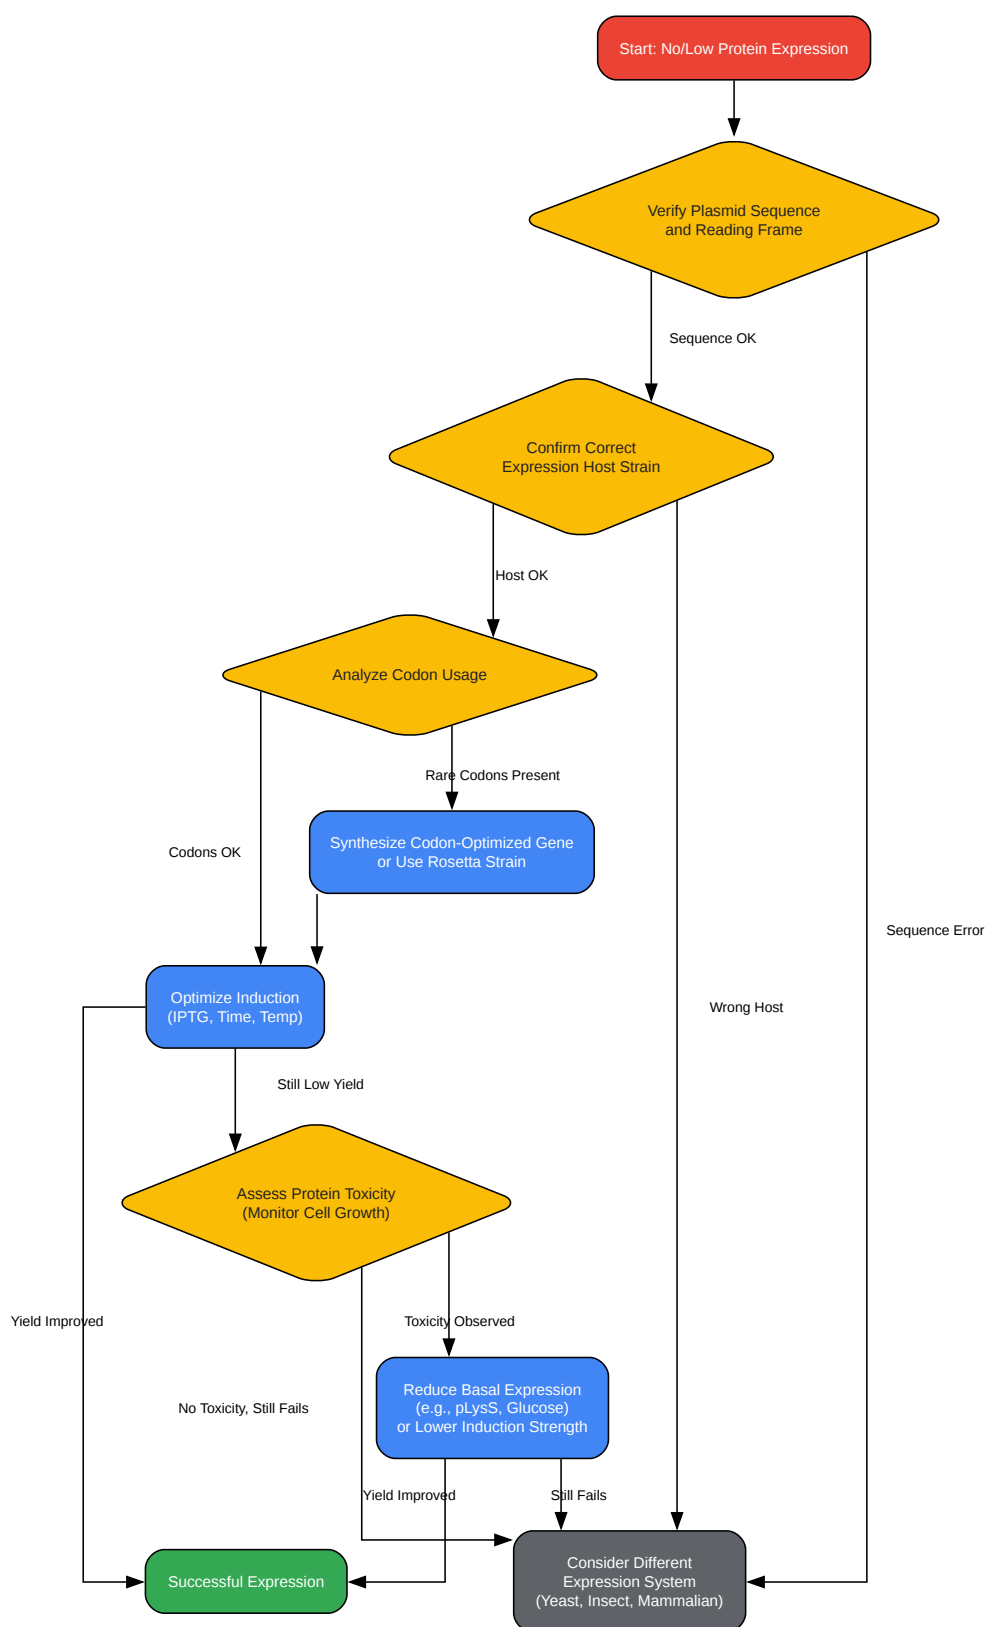 Start: No/Low Protein Expression
Verify Plasmid Sequence
and Reading Frame
Sequence OK
Confirm Correct
Expression Host Strain
Host OK
Analyze Codon Usage
Rare Codons Present
Synthesize Codon-Optimized Gene
or Use Rosetta Strain
Codons OK
Sequence Error
Optimize Induction
(IPTG, Time, Temp)
Wrong Host
Still Low Yield
Assess Protein Toxicity
(Monitor Cell Growth)
Yield Improved
Toxicity Observed
No Toxicity, Still Fails
Reduce Basal Expression
(e.g., pLysS, Glucose)
or Lower Induction Strength
Yield Improved
Still Fails
Successful Expression
Consider Different
Expression System
(Yeast, Insect, Mammalian)